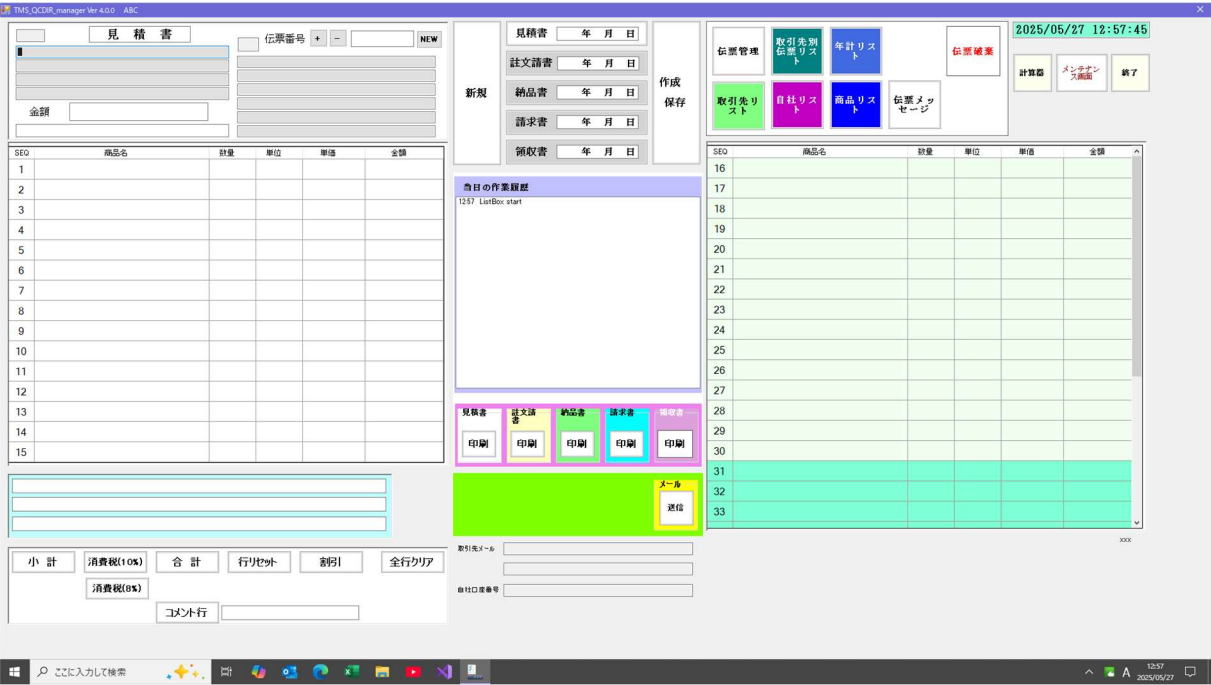 TMS_QCDIR_manager Ver 4.0.0 ABC
見 積 書
伝票番号 + − NEW
金額
新規
見積書 年 月 日
註文請書 年 月 日
納品書 年 月 日
請求書 年 月 日
領収書 年 月 日
作成
保存
伝票管理
取引先別
伝票リス
ト
年計リス
ト
伝票破棄
取引先リ
スト
自社リス
ト
商品リス
ト
伝票メッ
セージ
2025/05/27 12:57:45
計算器
メンテナン
ス画面
終了
SEQ 商品名 数量 単位 単価 金額
1
2
3
4
5
6
7
8
9
10
11
12
13
14
15
当日の作業履歴
12:57 ListBox start
見積書
印刷
註文請
書
印刷
納品書
印刷
請求書
印刷
領収書
印刷
メール
送信
取引先メール
自社口座番号
SEQ 商品名 数量 単位 単価 金額
16
17
18
19
20
21
22
23
24
25
26
27
28
29
30
31
32
33
xxx
小 計
消費税(10%)
合 計
行リセット
割引
全行クリア
消費税(8%)
コメント行
ここに入力して検索
A
12:57
2025/05/27